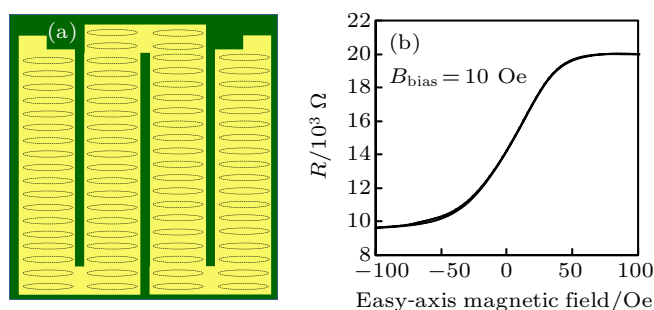 (a)
(b)
B_bias = 10 Oe
R/10³ Ω
22
20
18
16
14
12
10
8
−100 −50 0 50 100
Easy-axis magnetic field/Oe